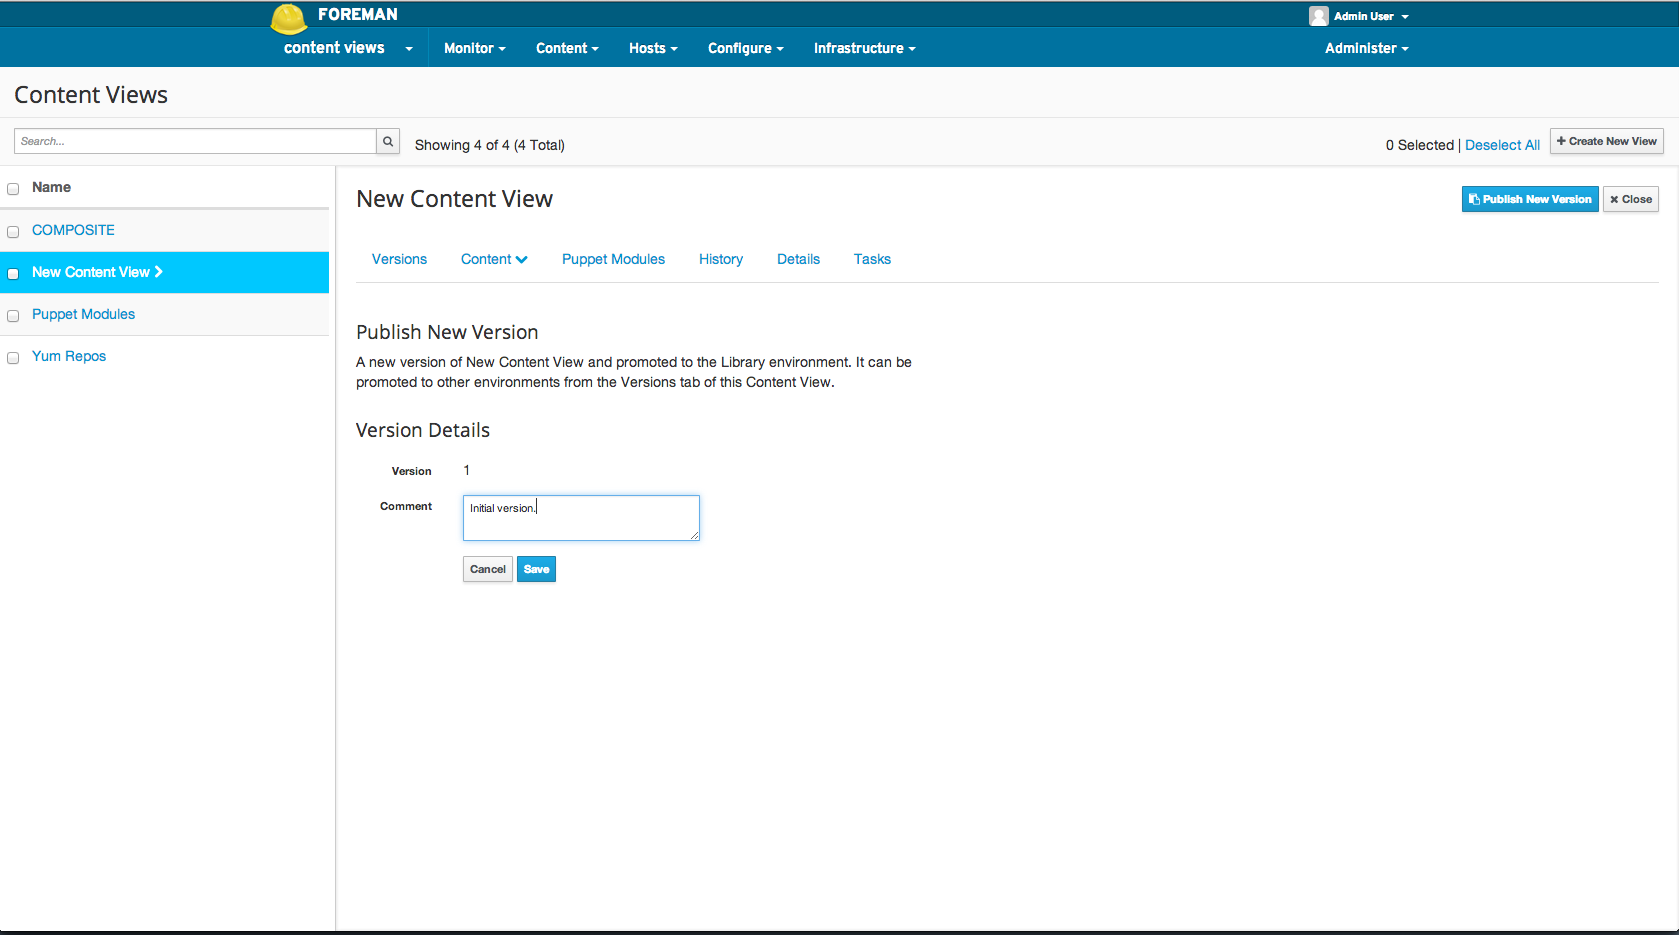 FOREMAN
Admin User
content views
Monitor
Content
Hosts
Configure
Infrastructure
Administer
Content Views
Search...
Showing 4 of 4 (4 Total)
0 Selected | Deselect All
Create New View
Name
COMPOSITE
New Content View
Puppet Modules
Yum Repos
New Content View
Publish New Version
Close
Versions
Content
Puppet Modules
History
Details
Tasks
Publish New Version
A new version of New Content View and promoted to the Library environment. It can be
promoted to other environments from the Versions tab of this Content View.
Version Details
Version 1
Comment
Initial version.
Cancel
Save